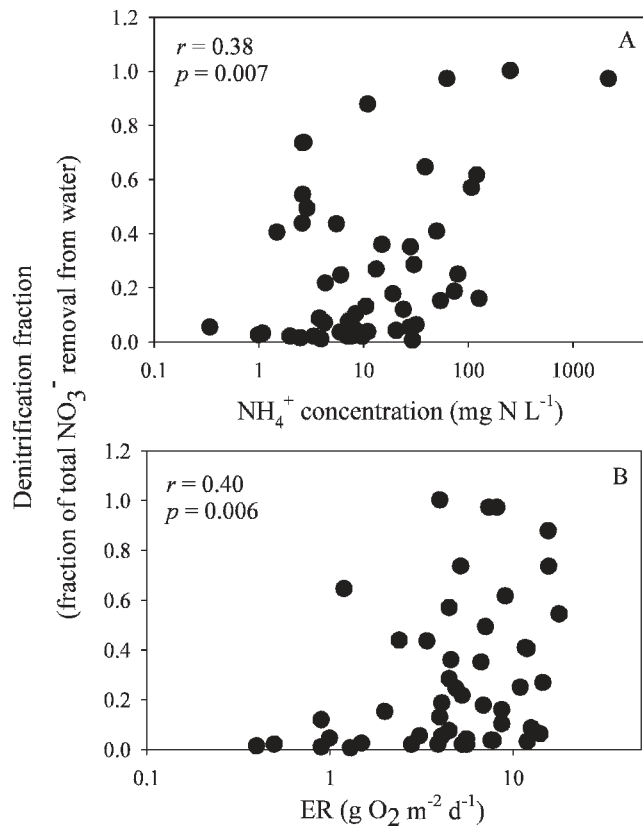 Denitrification fraction
(fraction of total NO₃⁻ removal from water)
A
r = 0.38
p = 0.007
1.2
1.0
0.8
0.6
0.4
0.2
0.0
0.1 1 10 100 1000
NH₄⁺ concentration (mg N L⁻¹)
B
r = 0.40
p = 0.006
1.2
1.0
0.8
0.6
0.4
0.2
0.0
0.1 1 10
ER (g O₂ m⁻² d⁻¹)